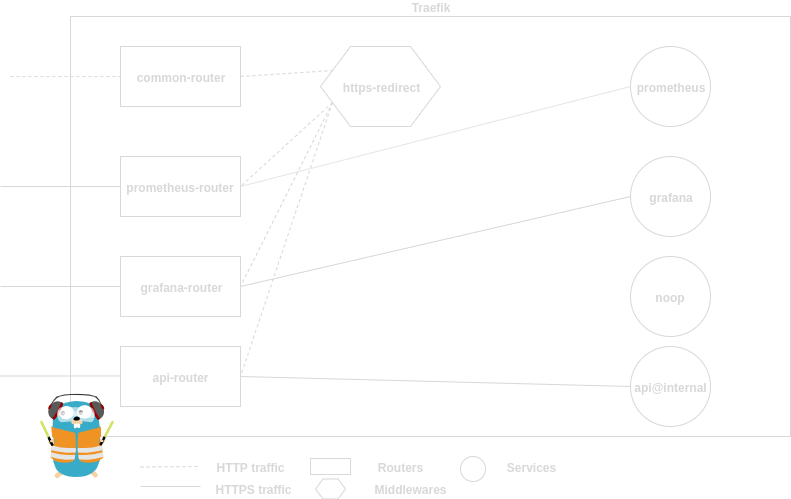 Traefik
common-router
https-redirect
prometheus
prometheus-router
grafana
grafana-router
noop
api-router
api@internal
HTTP traffic
Routers
Services
HTTPS traffic
Middlewares